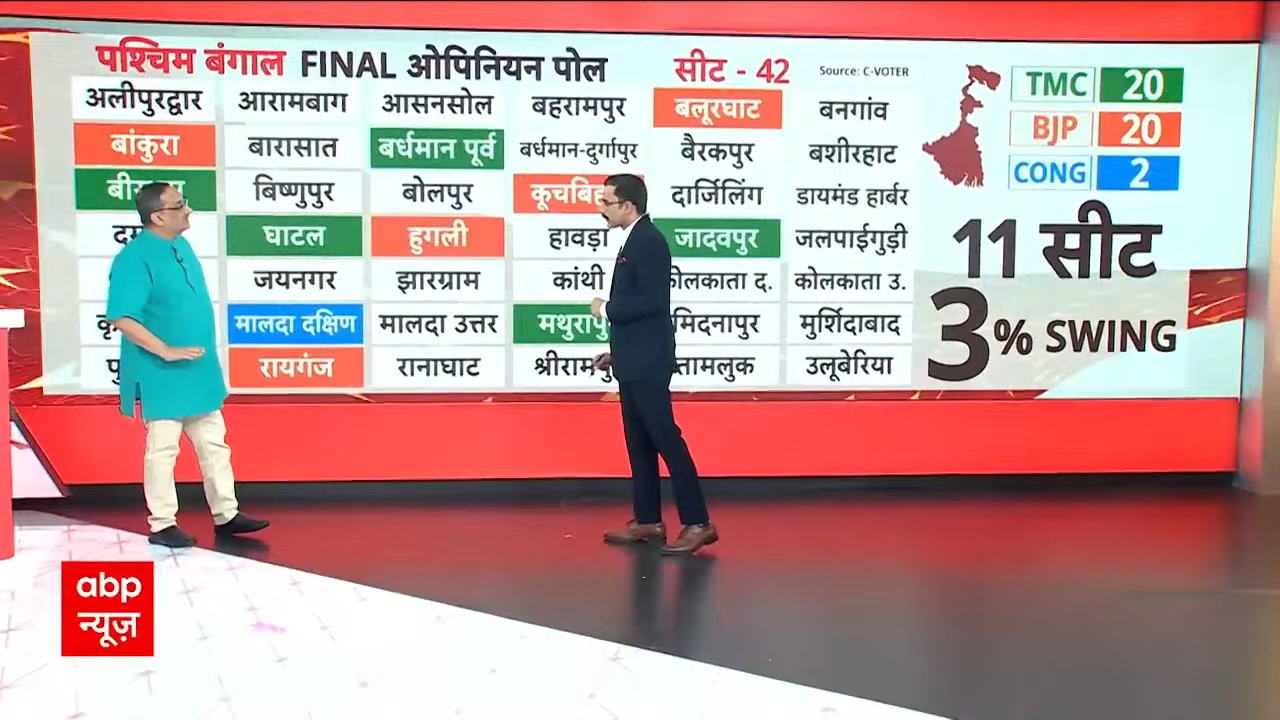 पश्चिम बंगाल FINAL ओपिनियन पोल सीट - 42 Source: C-VOTER
अलीपुरद्वार आरामबाग आसनसोल बहरामपुर बलूरघाट बनगांव
बांकुरा बारासात बर्धमान पूर्व बर्धमान-दुर्गापुर बैरकपुर बशीरहाट
बिष्णुपुर बोलपुर दार्जिलिंग डायमंड हार्बर
घाटल हुगली हावड़ा जादवपुर जलपाईगुड़ी
जयनगर झारग्राम कांथी कोलकाता द. कोलकाता उ.
मालदा दक्षिण मालदा उत्तर मिदनापुर मुर्शिदाबाद
रायगंज रानाघाट तामलुक उलूबेरिया
TMC 20
BJP 20
CONG 2
11 सीट
3% SWING
abp
न्यूज़